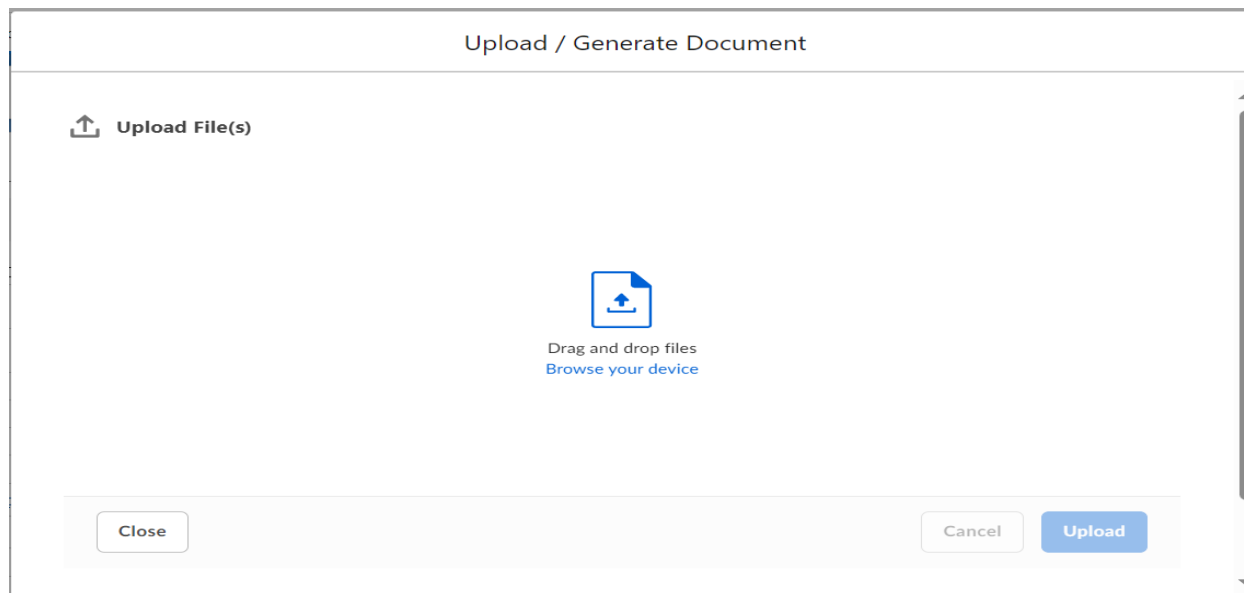 Upload / Generate Document
Upload File(s)
Drag and drop files
Browse your device
Close
Cancel
Upload